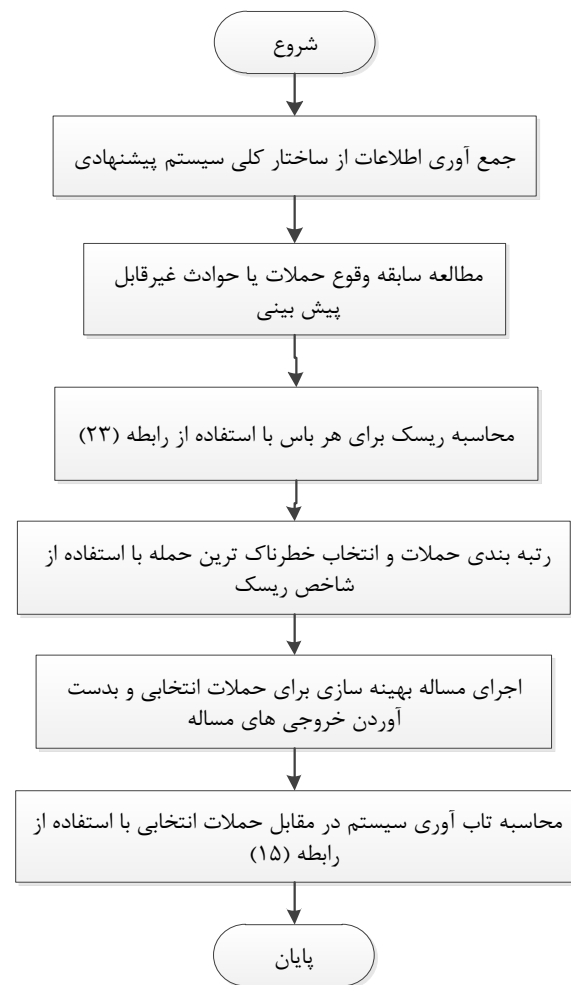 شروع
جمع آوری اطلاعات از ساختار کلی سیستم پیشنهادی
مطالعه سابقه وقوع حملات یا حوادث غیرقابل
پیش بینی
محاسبه ریسک برای هر باس با استفاده از رابطه (۲۳)
رتبه بندی حملات و انتخاب خطرناک ترین حمله با استفاده از
شاخص ریسک
اجرای مساله بهینه سازی برای حملات انتخابی و بدست
آوردن خروجی های مساله
محاسبه تاب آوری سیستم در مقابل حملات انتخابی با استفاده از
رابطه (۱۵)
پایان